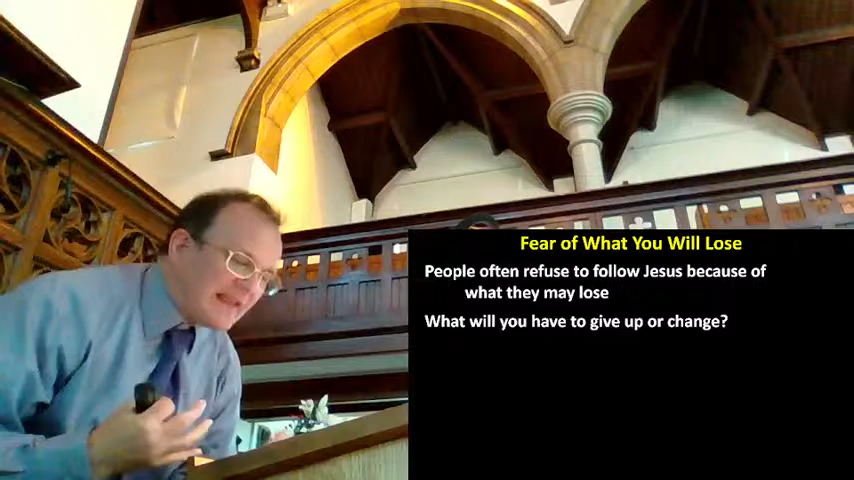 Fear of What You Will Lose
People often refuse to follow Jesus because of
what they may lose
What will you have to give up or change?